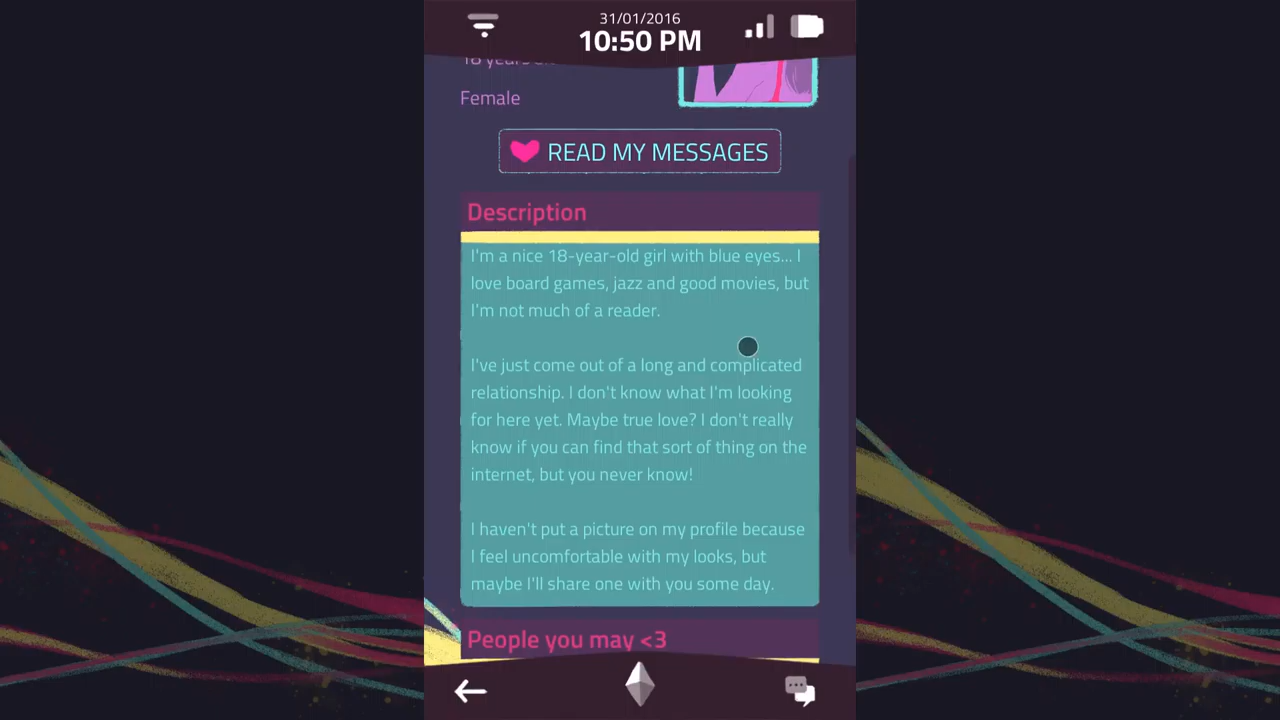 31/01/2016
10:50 PM
18 years
Female
READ MY MESSAGES
Description
I'm a nice 18-year-old girl with blue eyes... I
love board games, jazz and good movies, but
I'm not much of a reader.
I've just come out of a long and complicated
relationship. I don't know what I'm looking
for here yet. Maybe true love? I don't really
know if you can find that sort of thing on the
internet, but you never know!
I haven't put a picture on my profile because
I feel uncomfortable with my looks, but
maybe I'll share one with you some day.
People you may <3